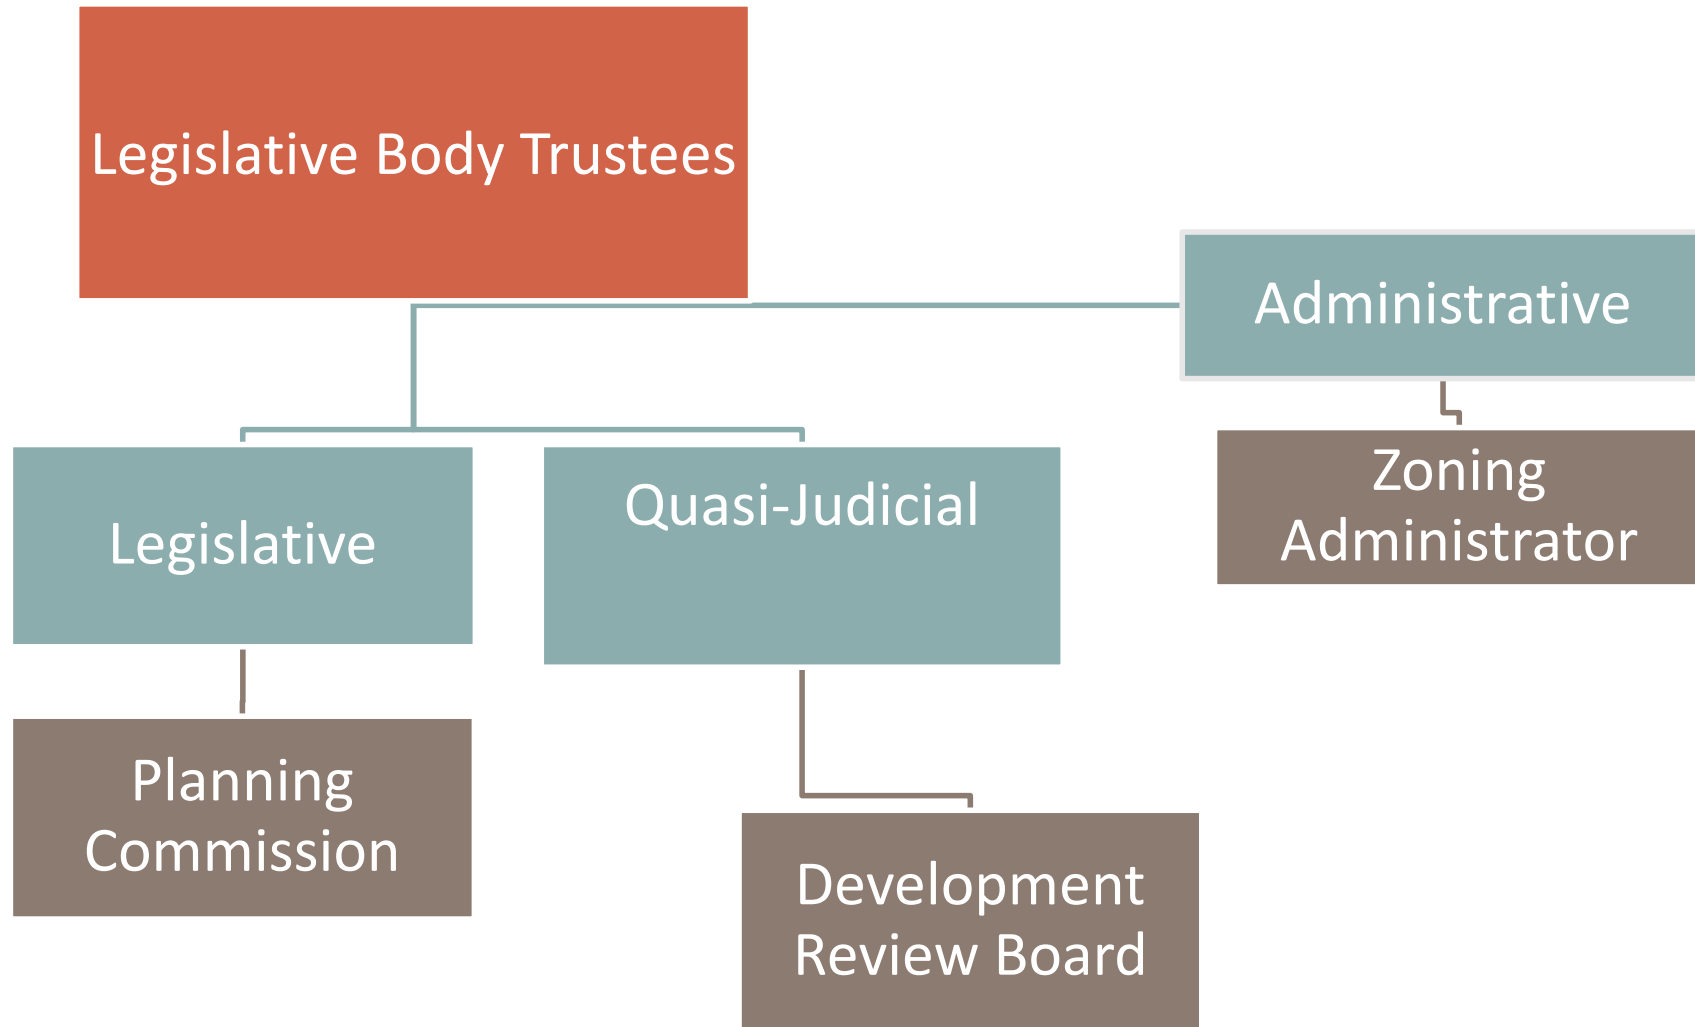 Legislative Body Trustees
Administrative
Zoning
Administrator
Legislative
Quasi-Judicial
Planning
Commission
Development
Review Board